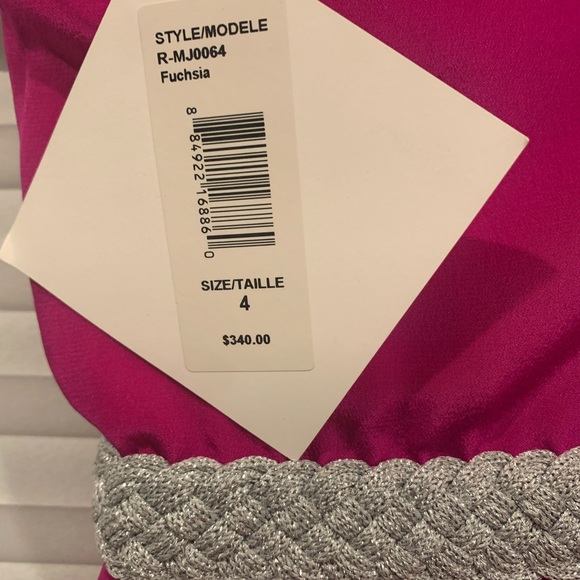 STYLE/MODELE
R-MJ0064
Fuchsia
8 84922 16886 0
SIZE/TAILLE
4
$340.00